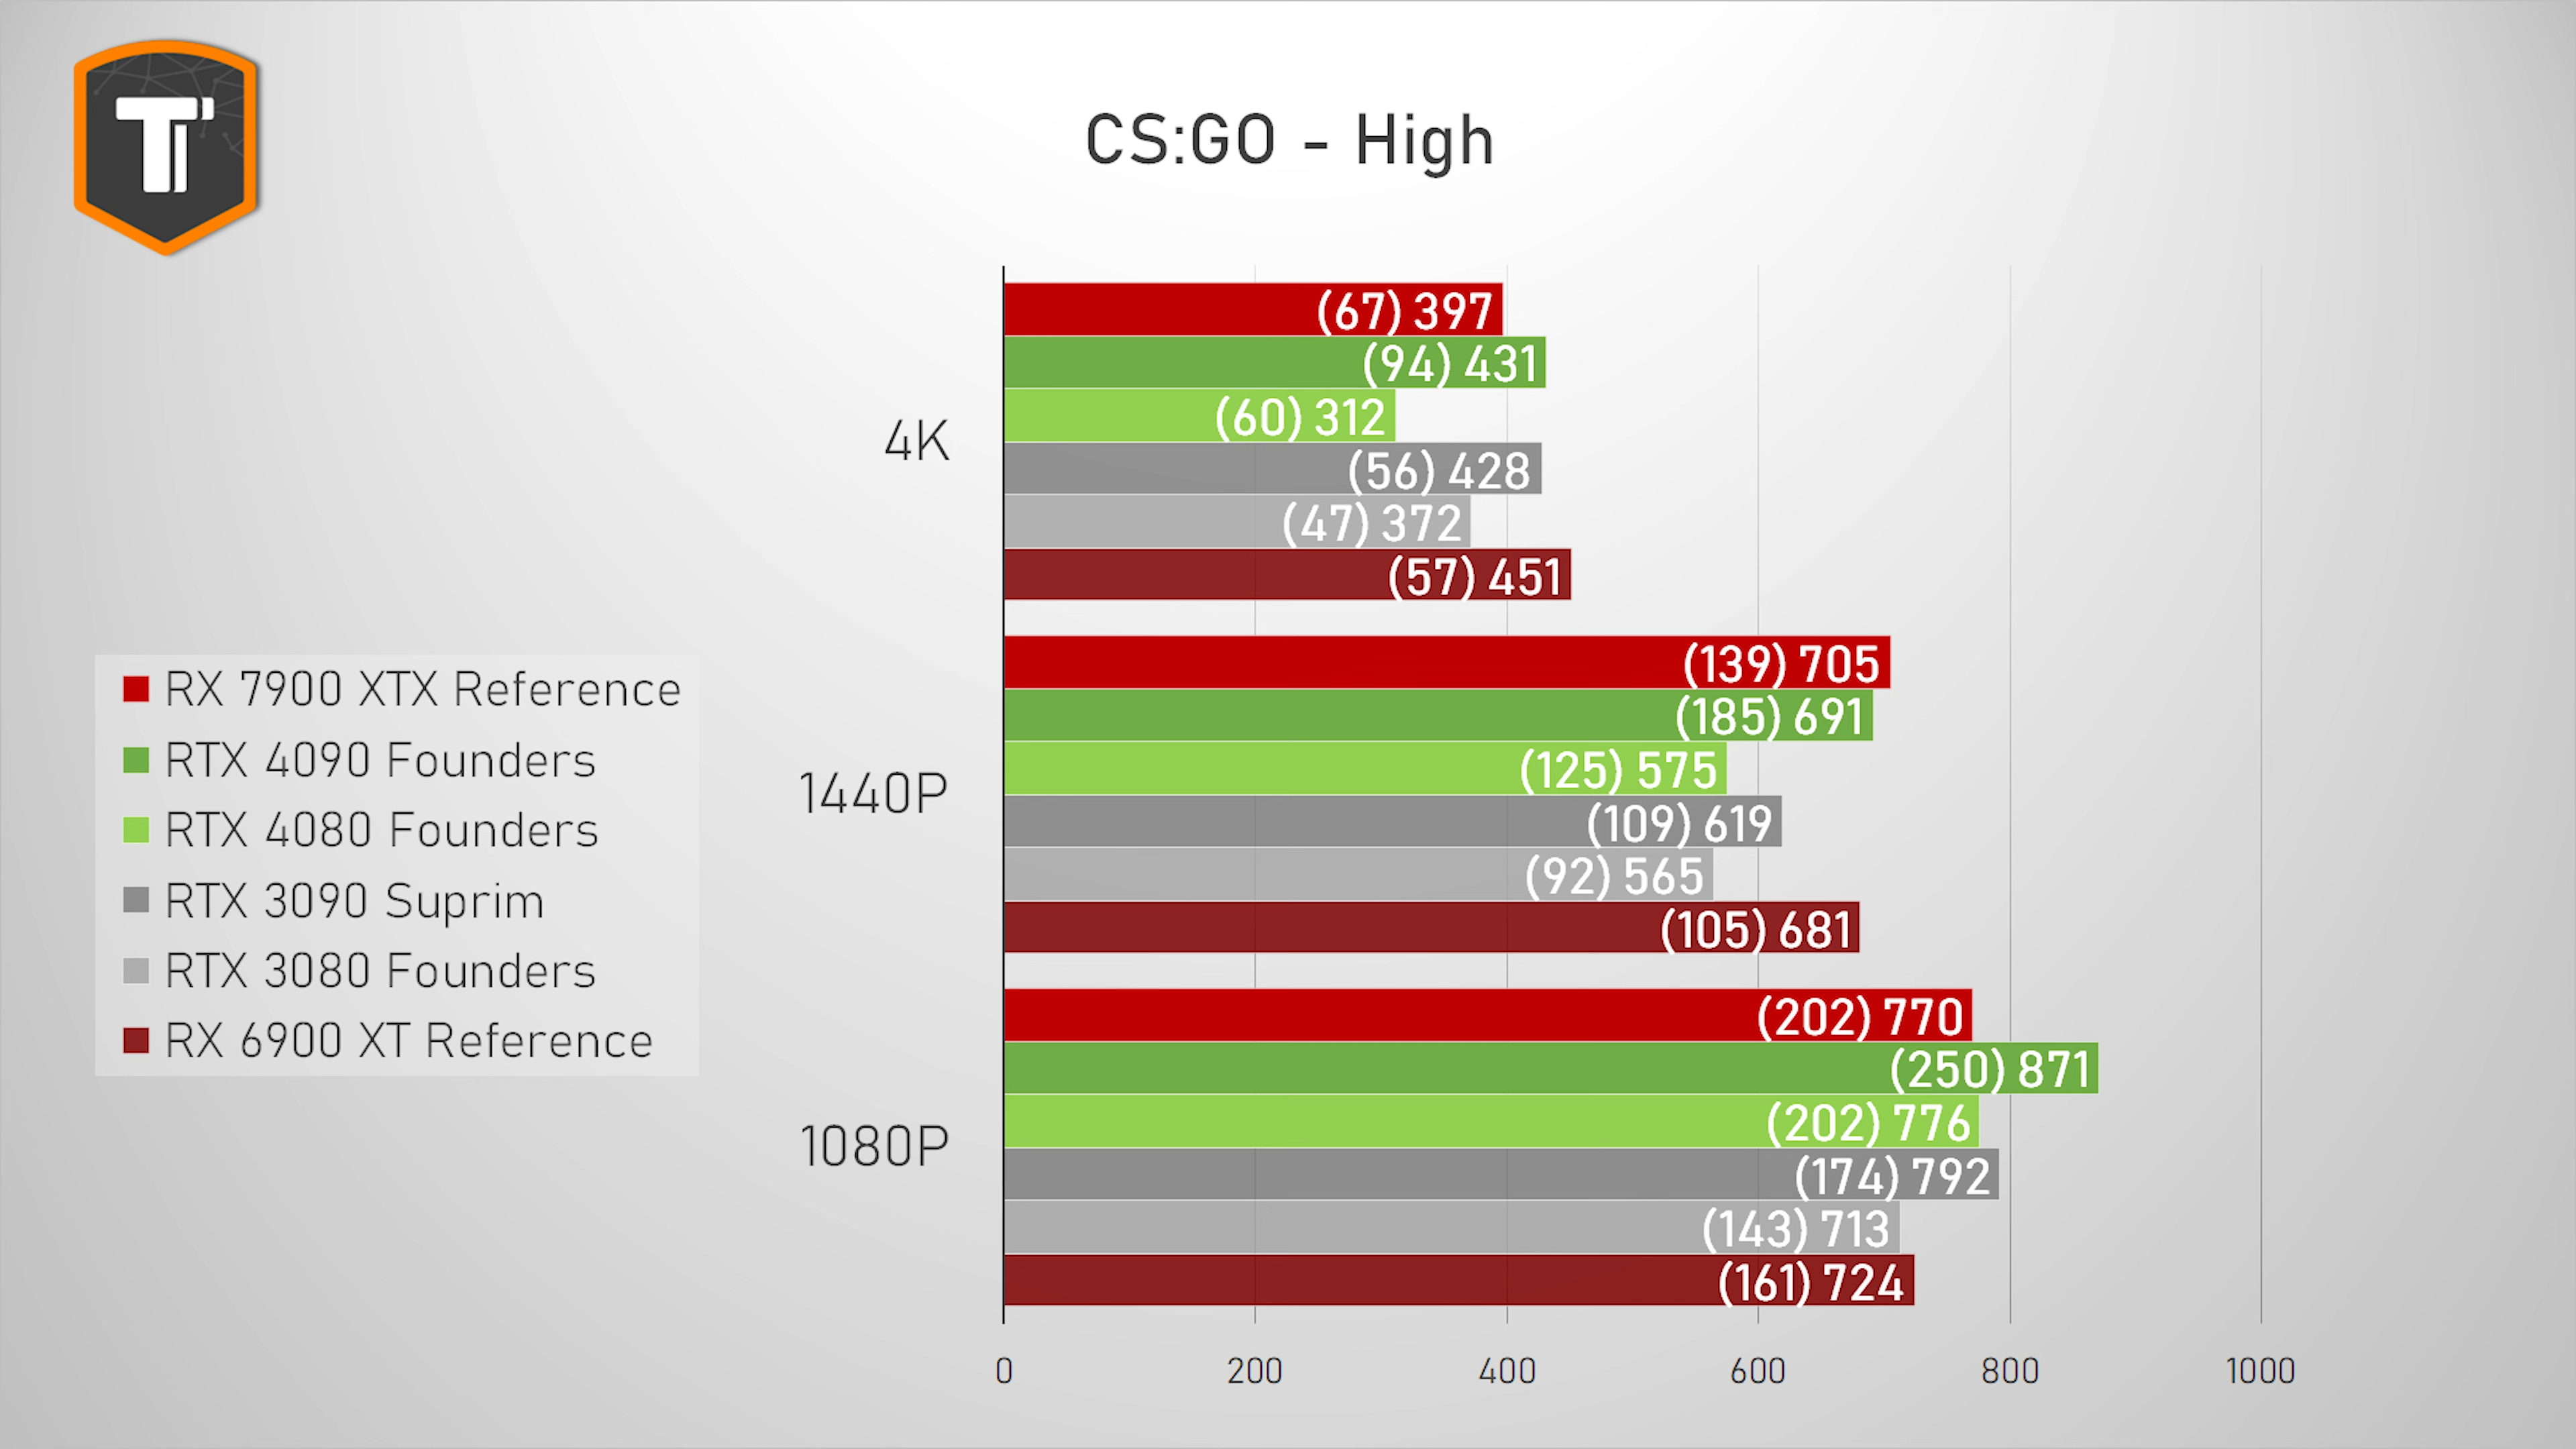 T
CS:GO - High
4K
(67) 397
(94) 431
(60) 312
(56) 428
(47) 372
(57) 451
1440P
(139) 705
(185) 691
(125) 575
(109) 619
(92) 565
(105) 681
1080P
(202) 770
(250) 871
(202) 776
(174) 792
(143) 713
(161) 724
0 200 400 600 800 1000
RX 7900 XTX Reference
RTX 4090 Founders
RTX 4080 Founders
RTX 3090 Suprim
RTX 3080 Founders
RX 6900 XT Reference